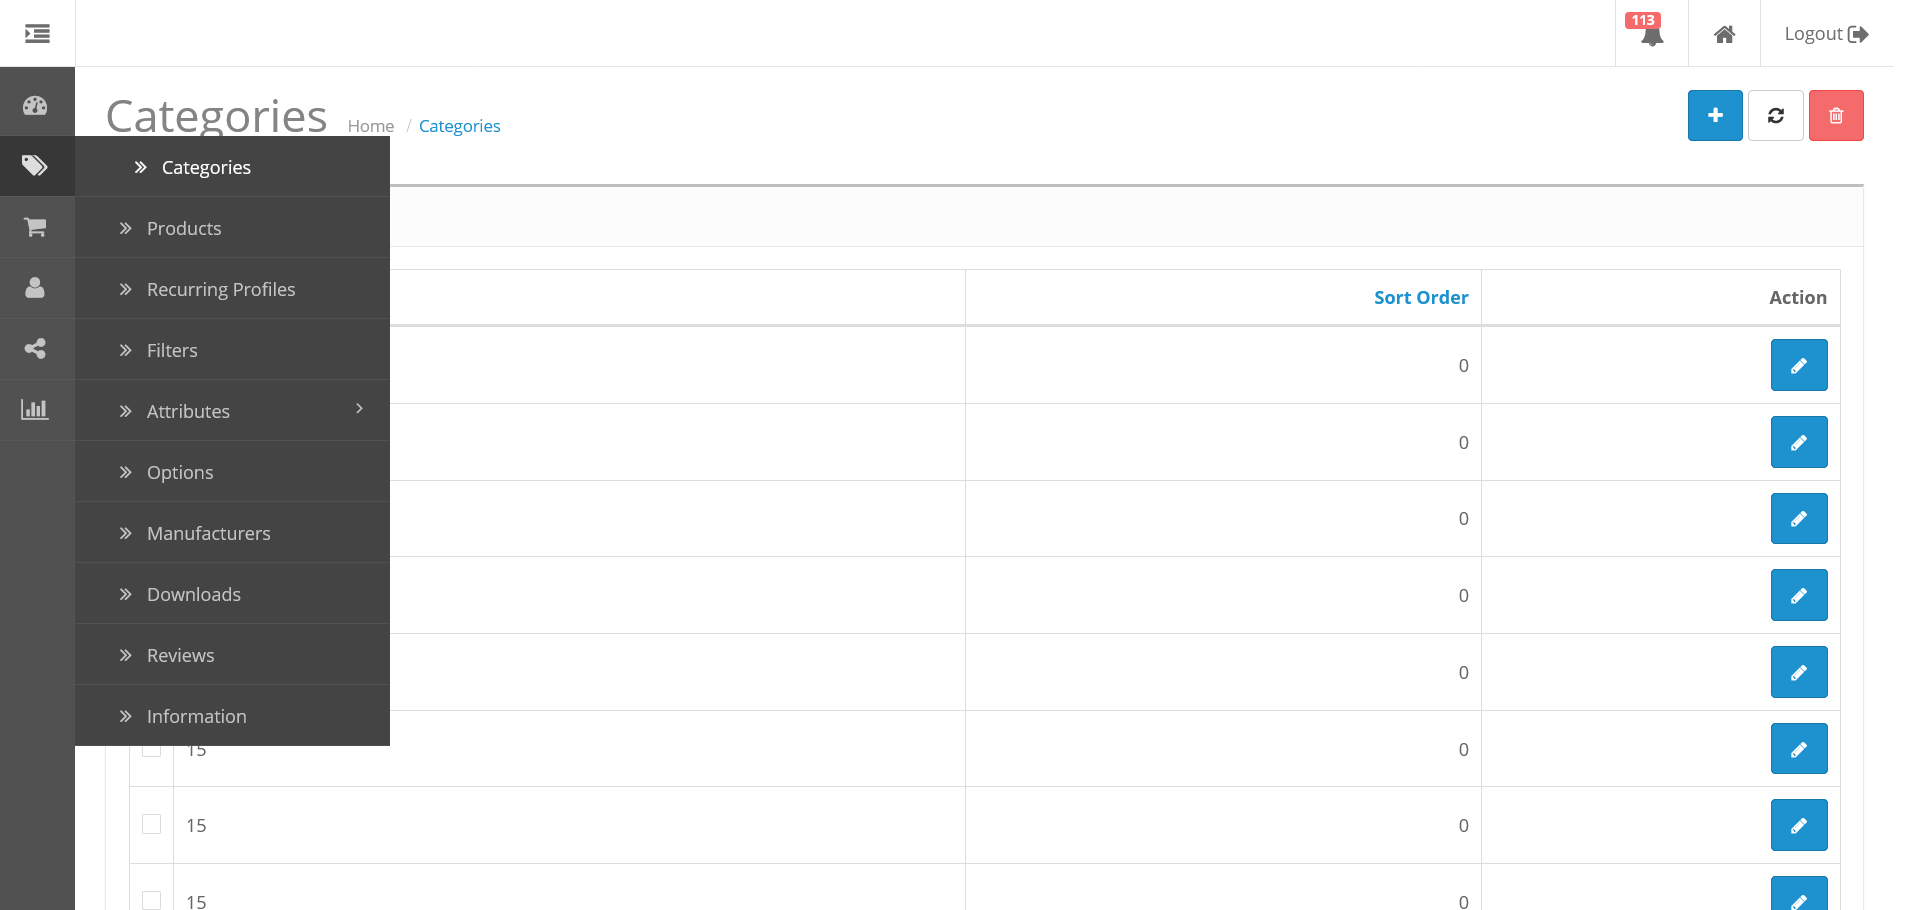 113
Logout
Categories
Home / Categories
Categories
Products
Recurring Profiles
Filters
Attributes
Options
Manufacturers
Downloads
Reviews
Information
Sort Order
Action
0
0
0
0
0
15
0
15
0
15
0